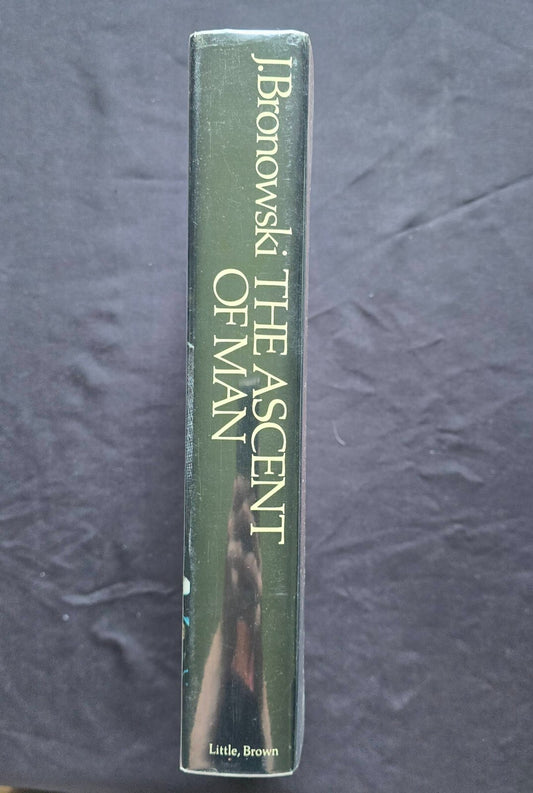 J. Bronowski THE ASCENT
OF MAN
Little, Brown